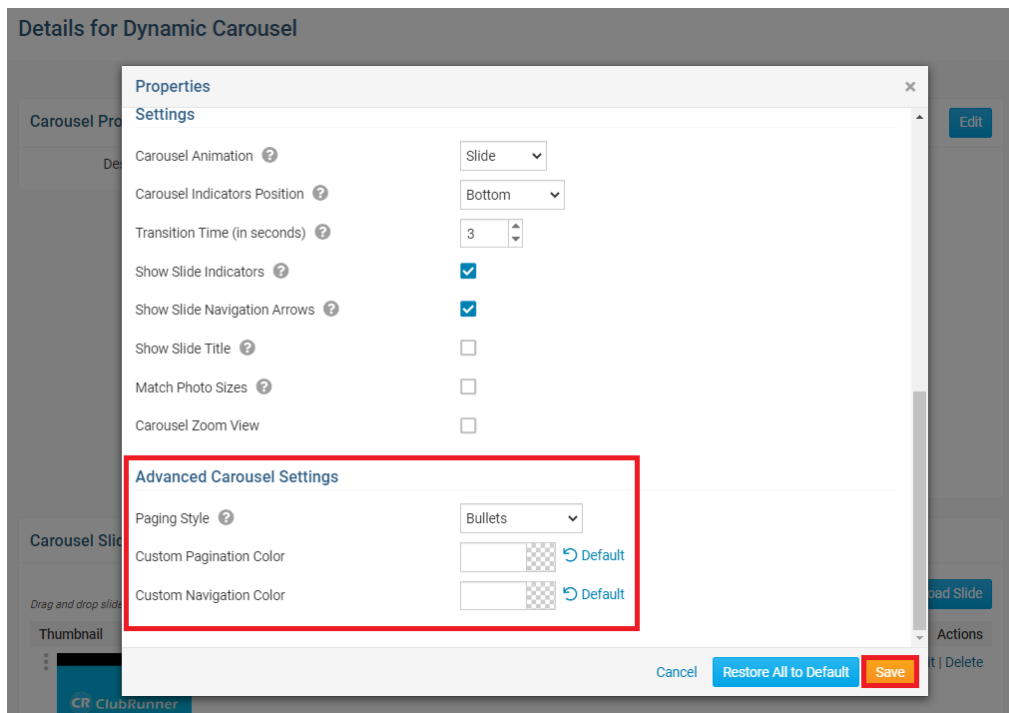 Details for Dynamic Carousel
Properties
×
Carousel Pro
Settings
Edit
Des
Carousel Animation ?
Slide
Carousel Indicators Position ?
Bottom
Transition Time (in seconds) ?
3
Show Slide Indicators ?
Show Slide Navigation Arrows ?
Show Slide Title ?
Match Photo Sizes ?
Carousel Zoom View
Advanced Carousel Settings
Paging Style ?
Bullets
Carousel Slid
Custom Pagination Color
Default
Custom Navigation Color
Default
Drag and drop slide
oad Slide
Thumbnail
Actions
it | Delete
Cancel
Restore All to Default
Save
CR ClubRunner